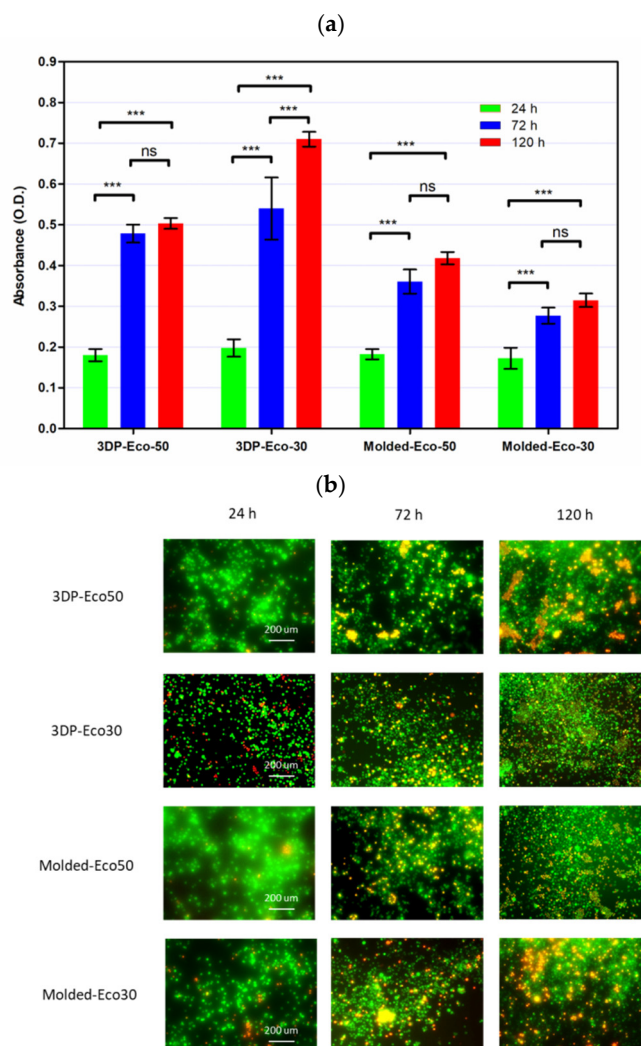 (a)
0.9
0.8
0.7
0.6
0.5
0.4
0.3
0.2
0.1
0.0
Absorbance (O.D.)
24 h
72 h
120 h
***
ns
***
***
***
***
***
ns
***
***
ns
***
3DP-Eco-50 3DP-Eco-30 Molded-Eco-50 Molded-Eco-30
(b)
24 h 72 h 120 h
3DP-Eco50
200 um
3DP-Eco30
200 um
Molded-Eco50
200 um
Molded-Eco30
200 um